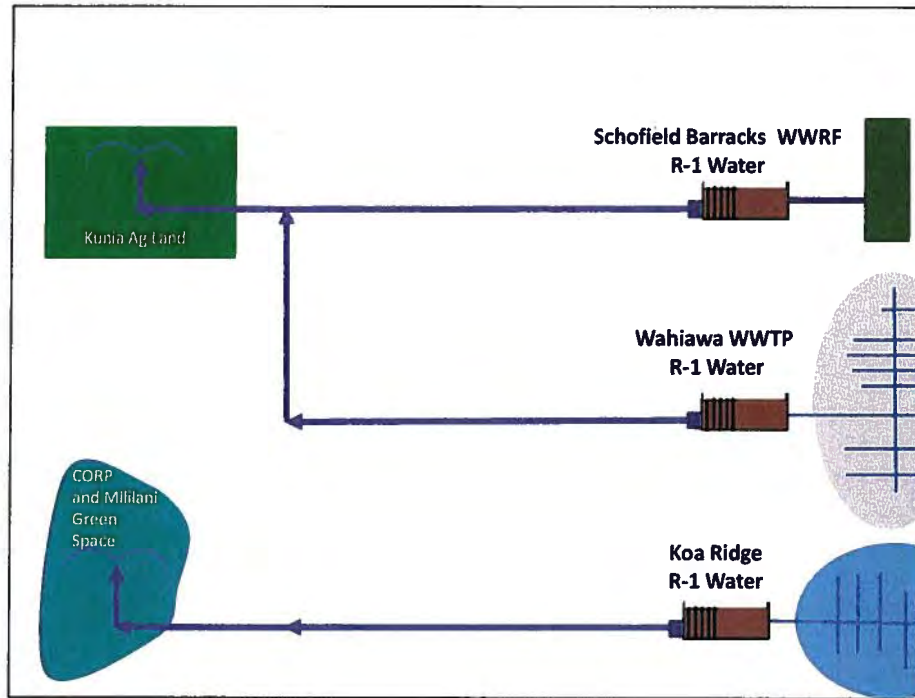 Schofield Barracks WWRF
R-1 Water
Kunia Ag Land
Wahiawa WWTP
R-1 Water
CORP
and Mililani
Green
Space
Koa Ridge
R-1 Water